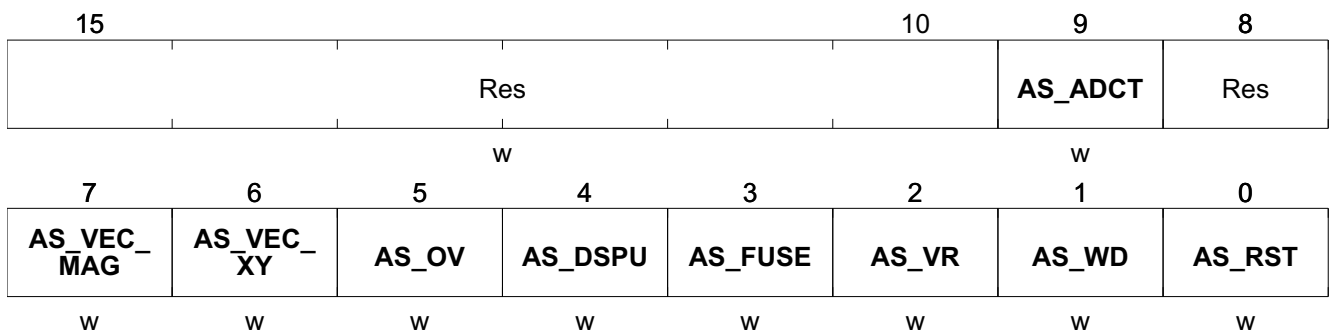 15 10 9 8
Res AS_ADCT Res
w w
7 6 5 4 3 2 1 0
AS_VEC_ AS_VEC_ AS_OV AS_DSPU AS_FUSE AS_VR AS_WD AS_RST
MAG XY
w w w w w w w w